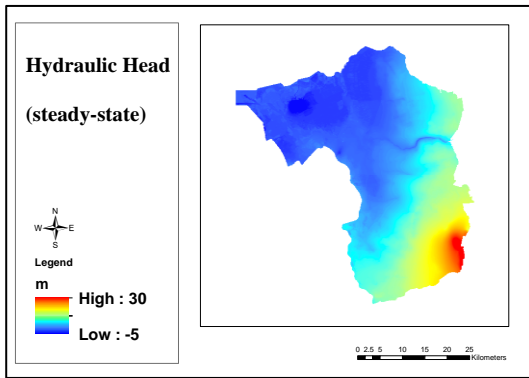 Hydraulic Head
(steady-state)
N
W E
S
Legend
m
High : 30
Low : -5
0 2.5 5 10 15 20 25
Kilometers